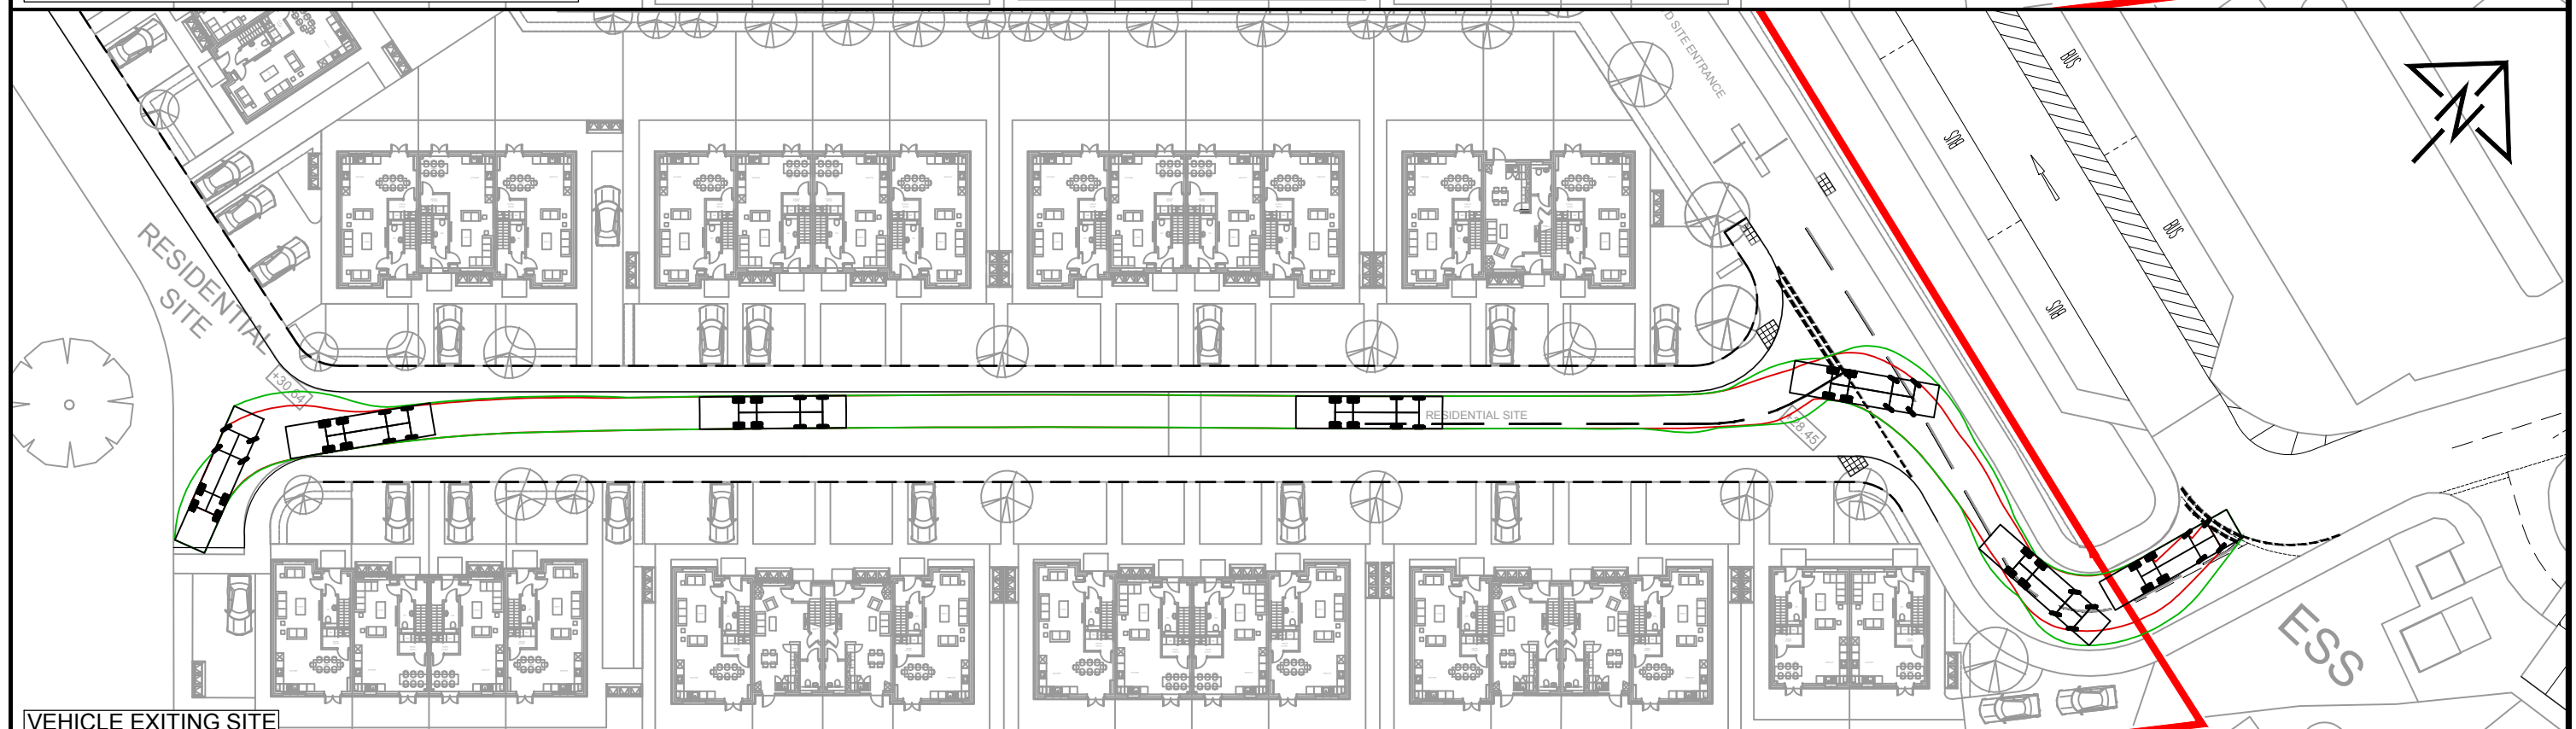 D SITE ENTRANCE
BUS
BUS
BUS
BUS
RESIDENTIAL
SITE
+30.64
RESIDENTIAL SITE
28.45
ESS
N
VEHICLE EXITING SITE